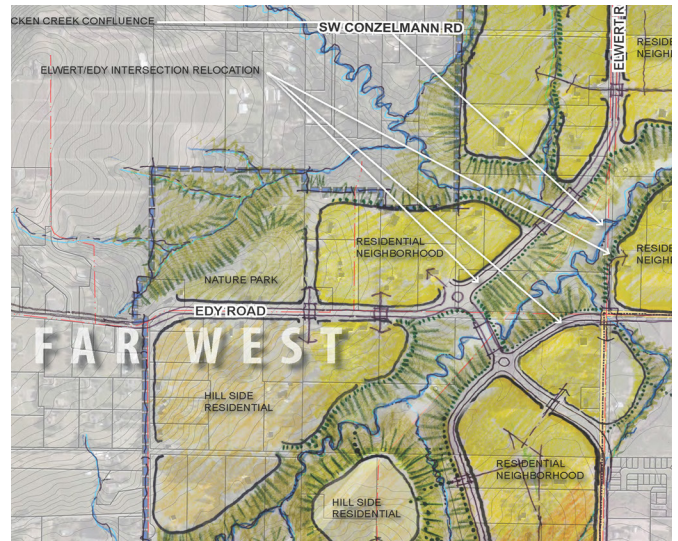 CKEN CREEK CONFLUENCE
SW CONZELMANN RD
ELWERT R
RESIDE
NEIGH
ELWERT/EDY INTERSECTION RELOCATION
RESIDENTIAL
NEIGHBORHOOD
RESIDE
NEIGHI
NATURE PARK
EDY ROAD
FAR WEST
HILL SIDE
RESIDENTIAL
RESIDENTIAL
NEIGHBORHOOD
HILL SIDE
RESIDENTIAL